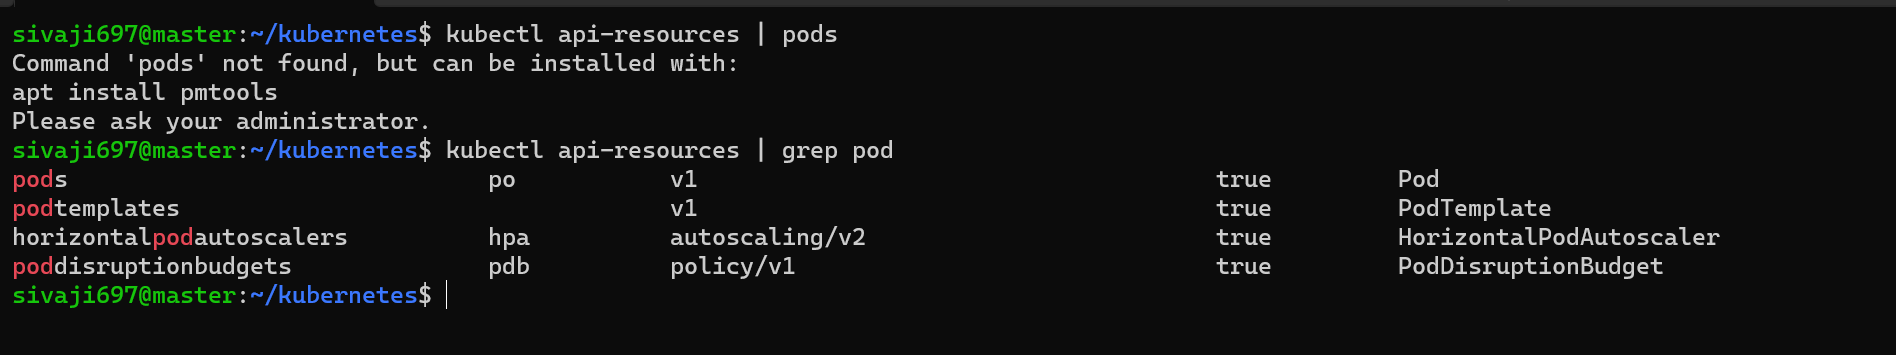 sivaji697@master:~/kubernetes$ kubectl api-resources | pods
Command 'pods' not found, but can be installed with:
apt install pmtools
Please ask your administrator.
sivaji697@master:~/kubernetes$ kubectl api-resources | grep pod
pods                              po           v1                                     true         Pod
podtemplates                                   v1                                     true         PodTemplate
horizontalpodautoscalers          hpa          autoscaling/v2                         true         HorizontalPodAutoscaler
poddisruptionbudgets              pdb          policy/v1                              true         PodDisruptionBudget
sivaji697@master:~/kubernetes$